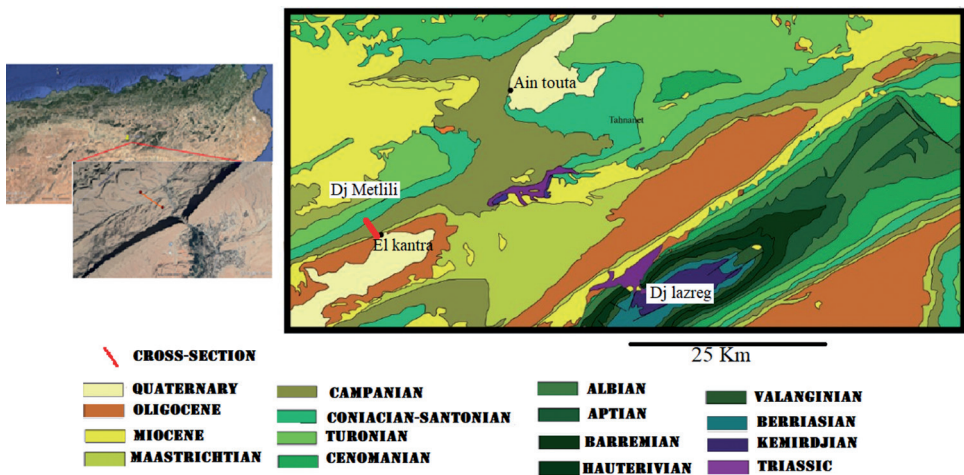 Ain touta
Tahnanet
Dj Metlili
El kantra
Dj lazreg
25 Km
CROSS-SECTION
QUATERNARY
OLIGOCENE
MIOCENE
MAASTRICHTIAN
CAMPANIAN
CONIACIAN-SANTONIAN
TURONIAN
CENOMANIAN
ALBIAN
APTIAN
BARREMIAN
HAUTERIVIAN
VALANGINIAN
BERRIASIAN
KEMIRDJIAN
TRIASSIC